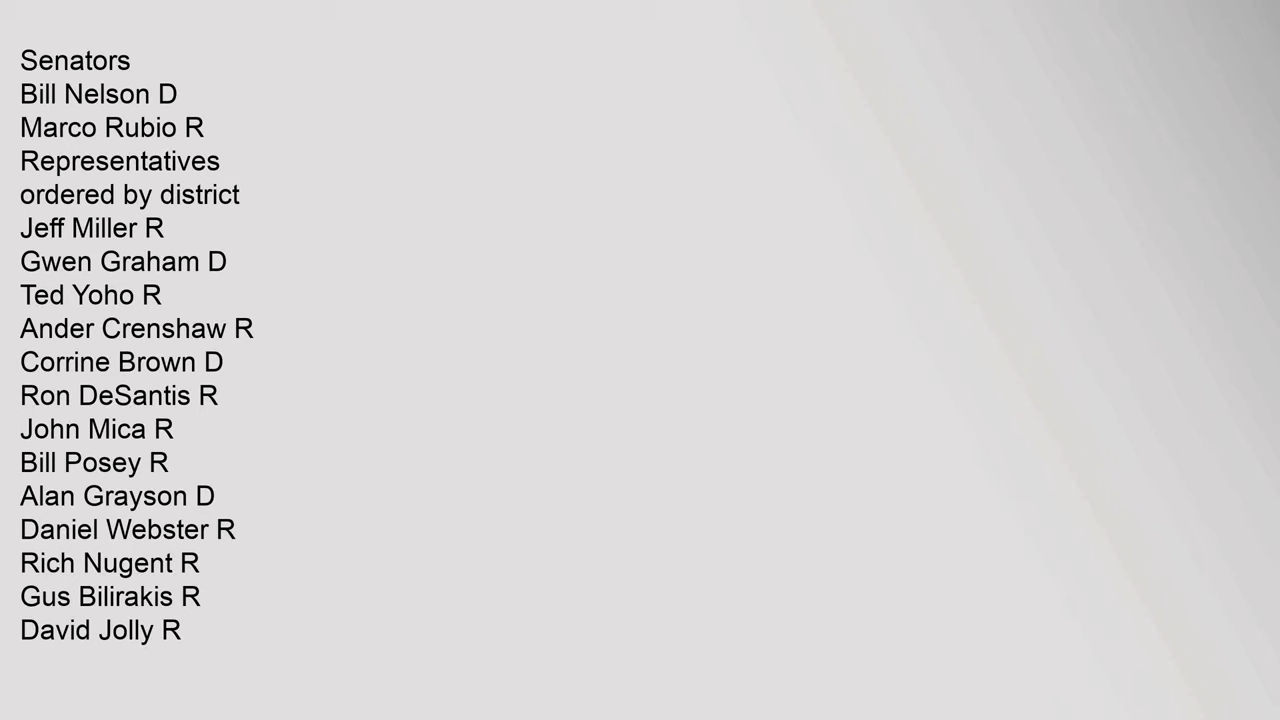 Senators
Bill Nelson D
Marco Rubio R
Representatives
ordered by district
Jeff Miller R
Gwen Graham D
Ted Yoho R
Ander Crenshaw R
Corrine Brown D
Ron DeSantis R
John Mica R
Bill Posey R
Alan Grayson D
Daniel Webster R
Rich Nugent R
Gus Bilirakis R
David Jolly R